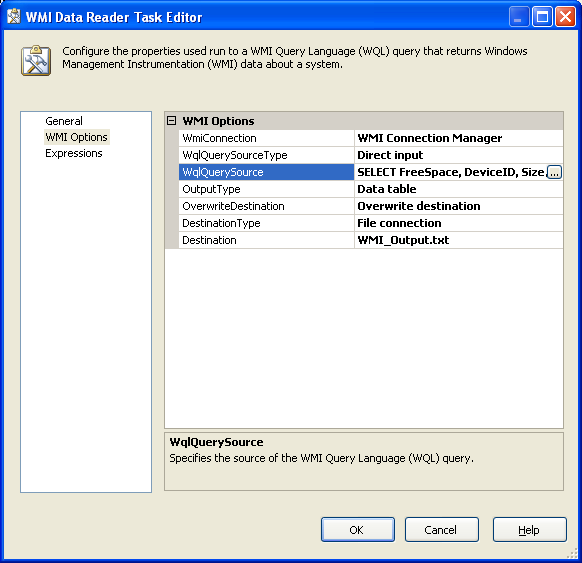 WMI Data Reader Task Editor
Configure the properties used run to a WMI Query Language (WQL) query that returns Windows
Management Instrumentation (WMI) data about a system.
General
WMI Options
Expressions
WMI Options
WmiConnection WMI Connection Manager
WqlQuerySourceType Direct input
WqlQuerySource SELECT FreeSpace, DeviceID, Size, ...
OutputType Data table
OverwriteDestination Overwrite destination
DestinationType File connection
Destination WMI_Output.txt
WqlQuerySource
Specifies the source of the WMI Query Language (WQL) query.
OK Cancel Help